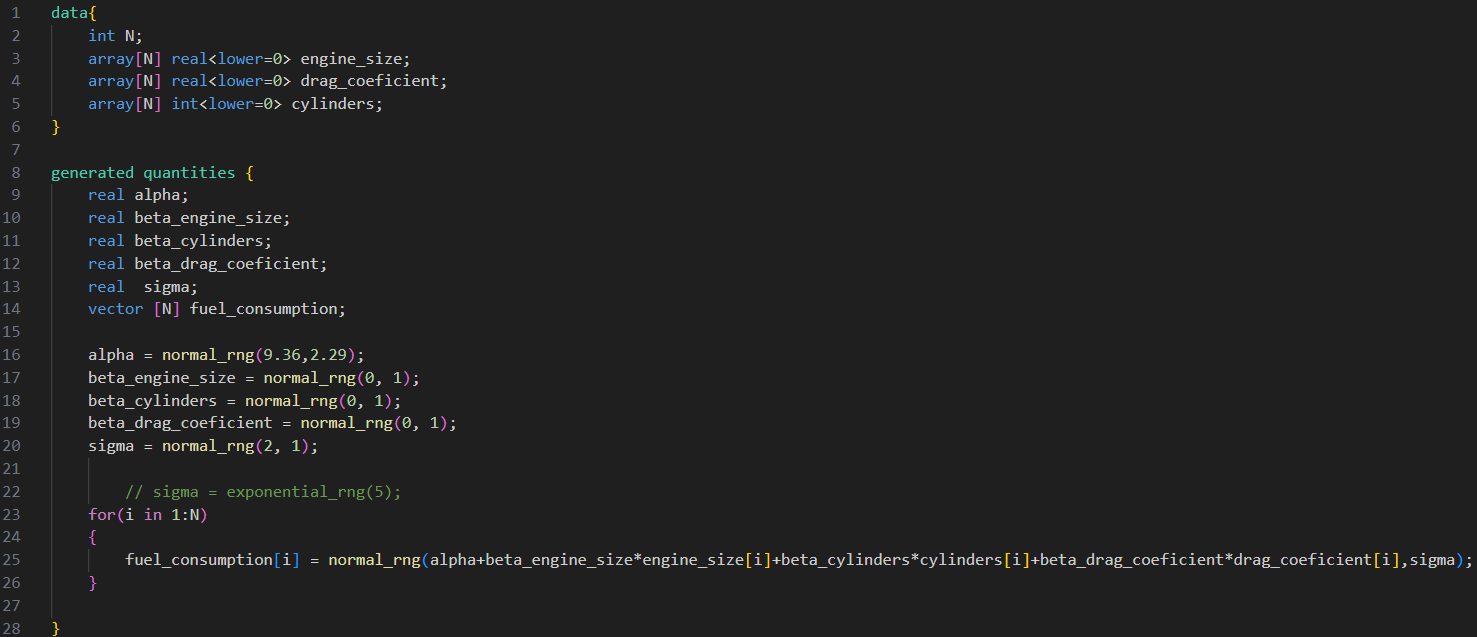 1 data{
2     int N;
3     array[N] real<lower=0> engine_size;
4     array[N] real<lower=0> drag_coeficient;
5     array[N] int<lower=0> cylinders;
6 }
7
8 generated quantities {
9     real alpha;
10     real beta_engine_size;
11     real beta_cylinders;
12     real beta_drag_coeficient;
13     real  sigma;
14     vector [N] fuel_consumption;
15
16     alpha = normal_rng(9.36,2.29);
17     beta_engine_size = normal_rng(0, 1);
18     beta_cylinders = normal_rng(0, 1);
19     beta_drag_coeficient = normal_rng(0, 1);
20     sigma = normal_rng(2, 1);
21
22         // sigma = exponential_rng(5);
23     for(i in 1:N)
24     {
25         fuel_consumption[i] = normal_rng(alpha+beta_engine_size*engine_size[i]+beta_cylinders*cylinders[i]+beta_drag_coeficient*drag_coeficient[i],sigma);
26     }
27
28 }